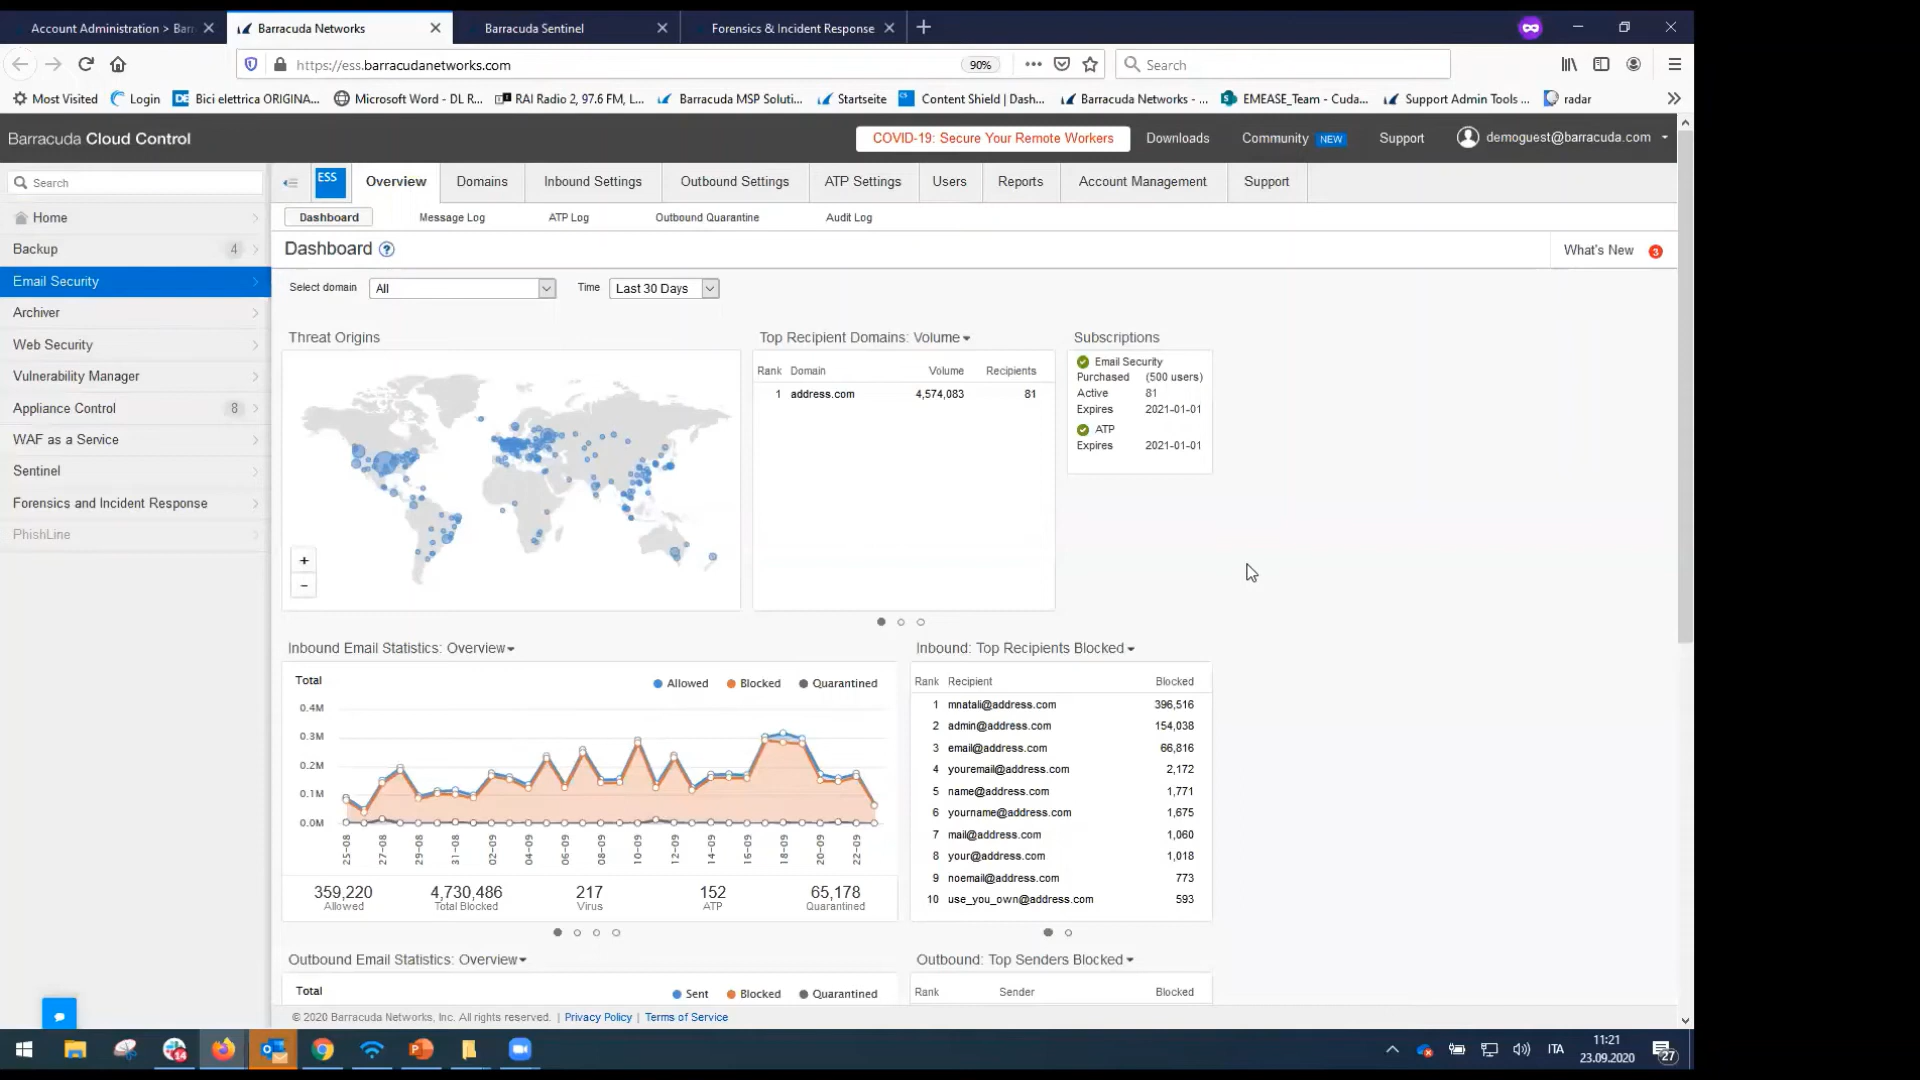 Account Administration > Barr
Barracuda Networks
Barracuda Sentinel
Forensics & Incident Response
https://ess.barracudanetworks.com
90%
Search
Most Visited
Login
Bici elettrica ORIGINA...
Microsoft Word - DL R...
RAI Radio 2, 97.6 FM, L...
Barracuda MSP Soluti...
Startseite
Content Shield | Dash...
Barracuda Networks - ...
EMEASE_Team - Cuda...
Support Admin Tools ...
radar
Barracuda Cloud Control
COVID-19: Secure Your Remote Workers
Downloads
Community NEW
Support
demoguest@barracuda.com
Search
Home
Backup 4
Email Security
Archiver
Web Security
Vulnerability Manager
Appliance Control 8
WAF as a Service
Sentinel
Forensics and Incident Response
PhishLine
ESS
Overview
Domains
Inbound Settings
Outbound Settings
ATP Settings
Users
Reports
Account Management
Support
Dashboard
Message Log
ATP Log
Outbound Quarantine
Audit Log
Dashboard ?
What's New 3
Select domain All
Time Last 30 Days
Threat Origins
+
−
Top Recipient Domains: Volume
Rank Domain Volume Recipients
1 address.com 4,574,083 81
Subscriptions
Email Security
Purchased (500 users)
Active 81
Expires 2021-01-01
ATP
Expires 2021-01-01
Inbound Email Statistics: Overview
Total
Allowed Blocked Quarantined
0.4M
0.3M
0.2M
0.1M
0.0M
25-08 27-08 29-08 31-08 02-09 04-09 06-09 08-09 10-09 12-09 14-09 16-09 18-09 20-09 22-09
359,220 4,730,486 217 152 65,178
Allowed Total Blocked Virus ATP Quarantined
Inbound: Top Recipients Blocked
Rank Recipient Blocked
1 mnatali@address.com 396,516
2 admin@address.com 154,038
3 email@address.com 66,816
4 youremail@address.com 2,172
5 name@address.com 1,771
6 yourname@address.com 1,675
7 mail@address.com 1,060
8 your@address.com 1,018
9 noemail@address.com 773
10 use_you_own@address.com 593
Outbound Email Statistics: Overview
Total
Sent Blocked Quarantined
Outbound: Top Senders Blocked
Rank Sender Blocked
© 2020 Barracuda Networks, Inc. All rights reserved. | Privacy Policy | Terms of Service
14
ITA
11:21
23.09.2020
27